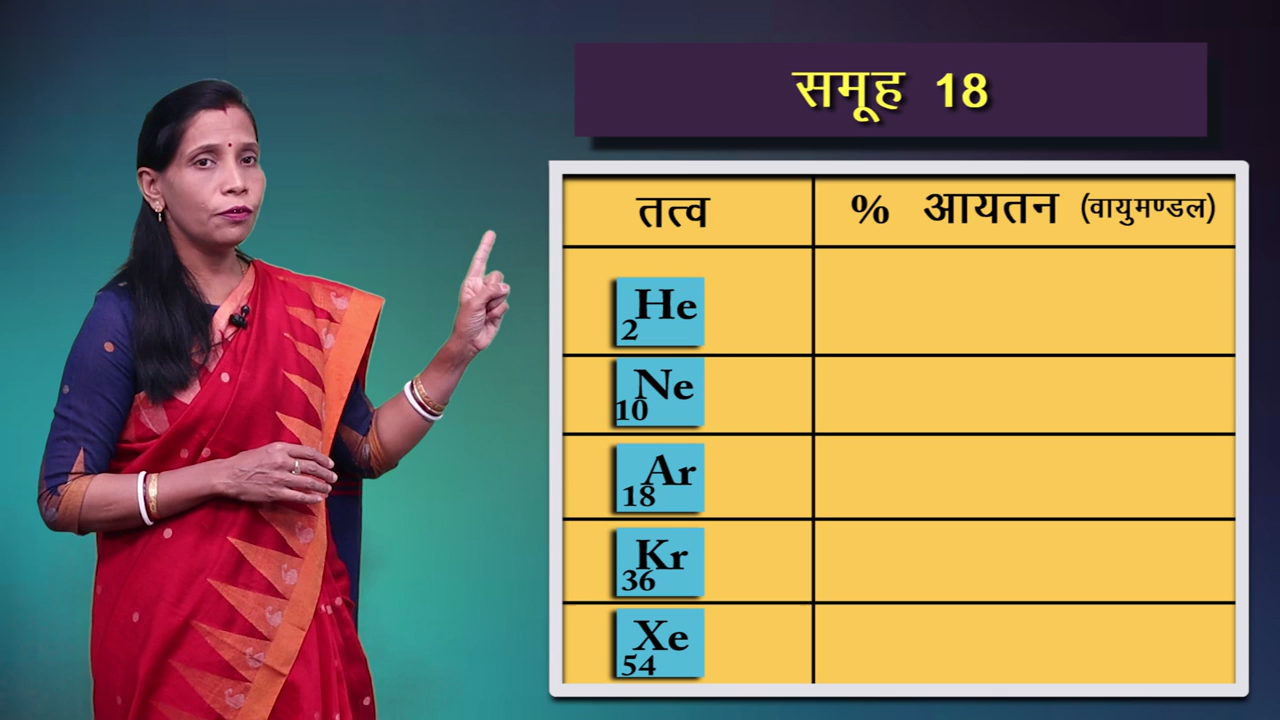 समूह 18
तत्व % आयतन (वायुमण्डल)
2He
10Ne
18Ar
36Kr
54Xe